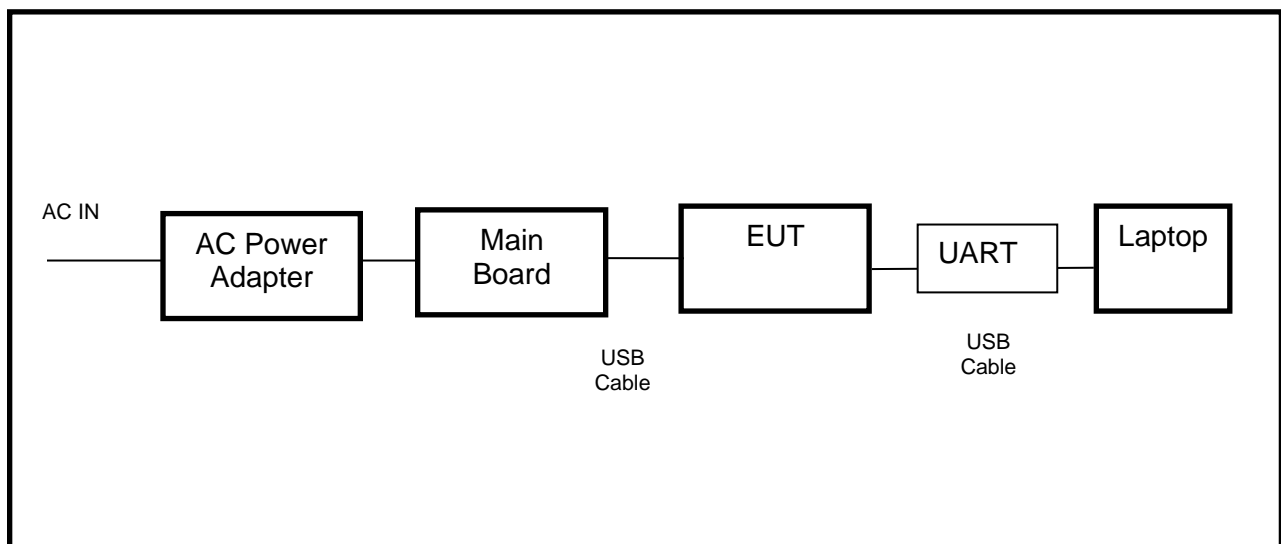 AC IN
AC Power
Adapter
Main
Board
EUT
UART
Laptop
USB
Cable
USB
Cable